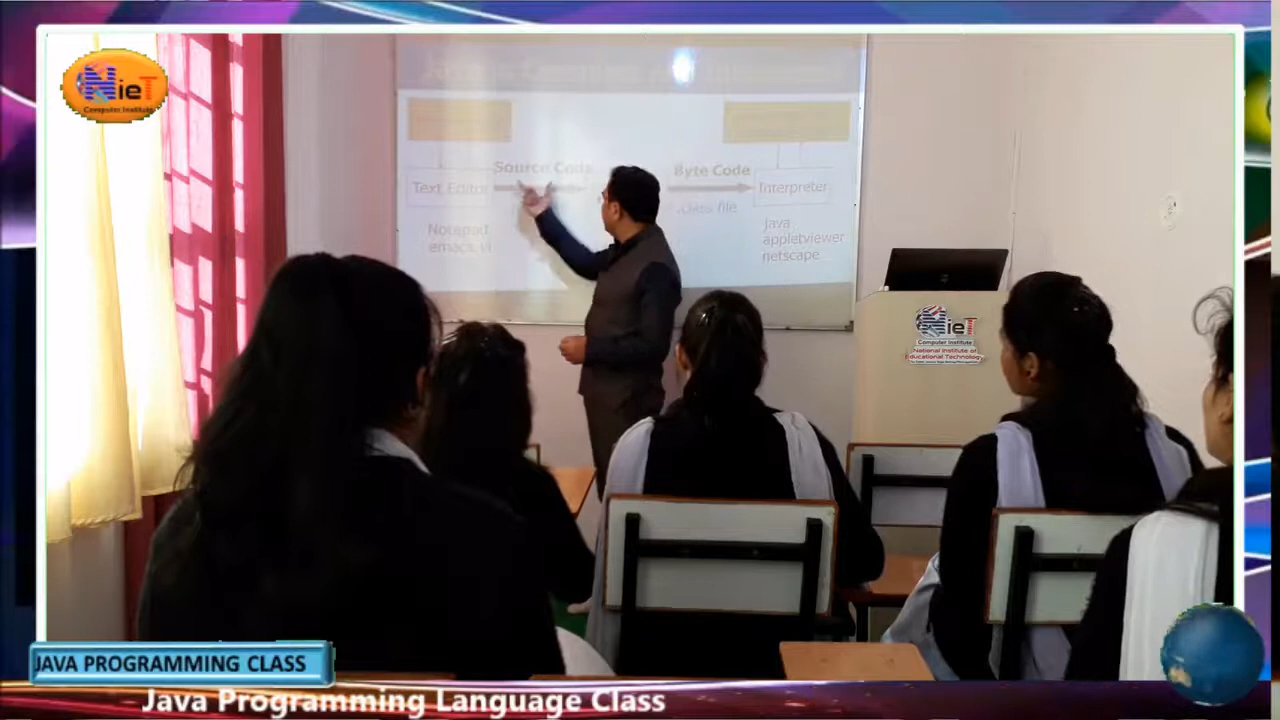 NieT
Computer Institute
Source Code
Byte Code
Text Editor
Interpreter
.class file
Notepad
emacs,vi
Java
appletviewer
netscape
NieT
Computer Institute
National Institute of
Educational Technology
JAVA PROGRAMMING CLASS
Java Programming Language Class